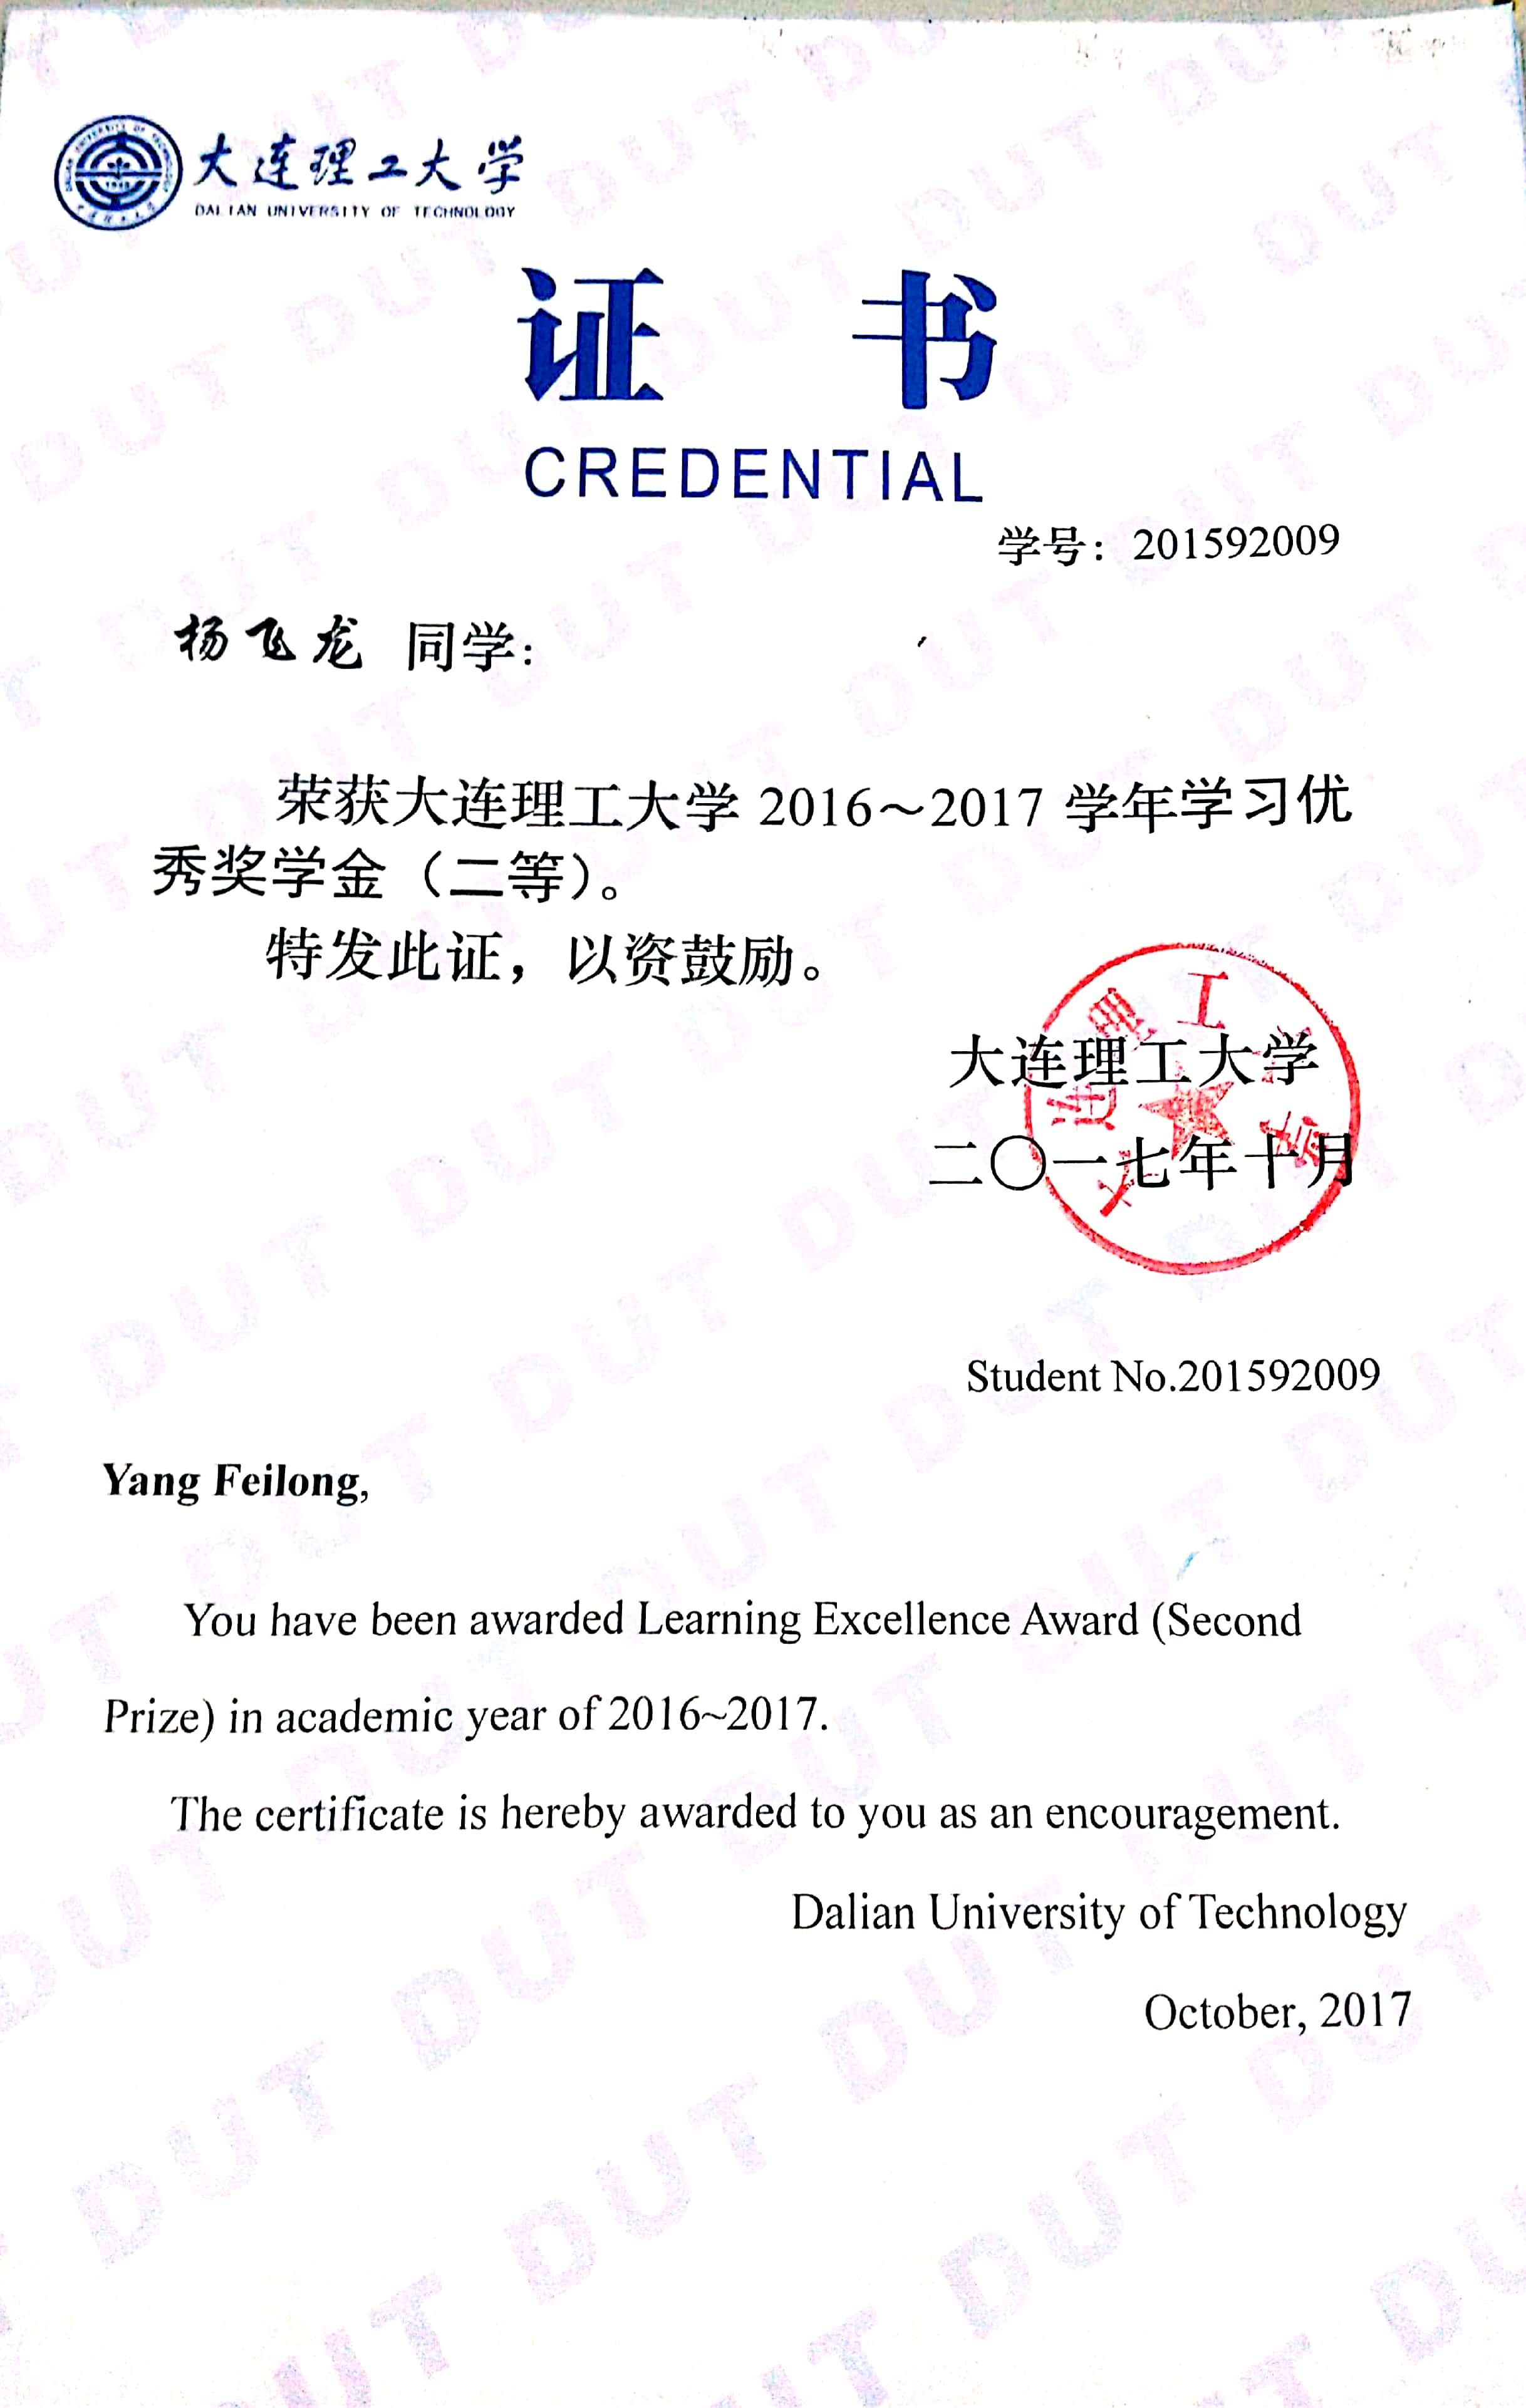 大连理工大学
DALIAN UNIVERSITY OF TECHNOLOGY
证 书
CREDENTIAL
学号：201592009
杨飞龙 同学：
荣获大连理工大学 2016～2017 学年学习优
秀奖学金（二等）。
特发此证，以资鼓励。
大连理工大学
二〇一七年十月
Student No.201592009
Yang Feilong,
You have been awarded Learning Excellence Award (Second
Prize) in academic year of 2016~2017.
The certificate is hereby awarded to you as an encouragement.
Dalian University of Technology
October, 2017